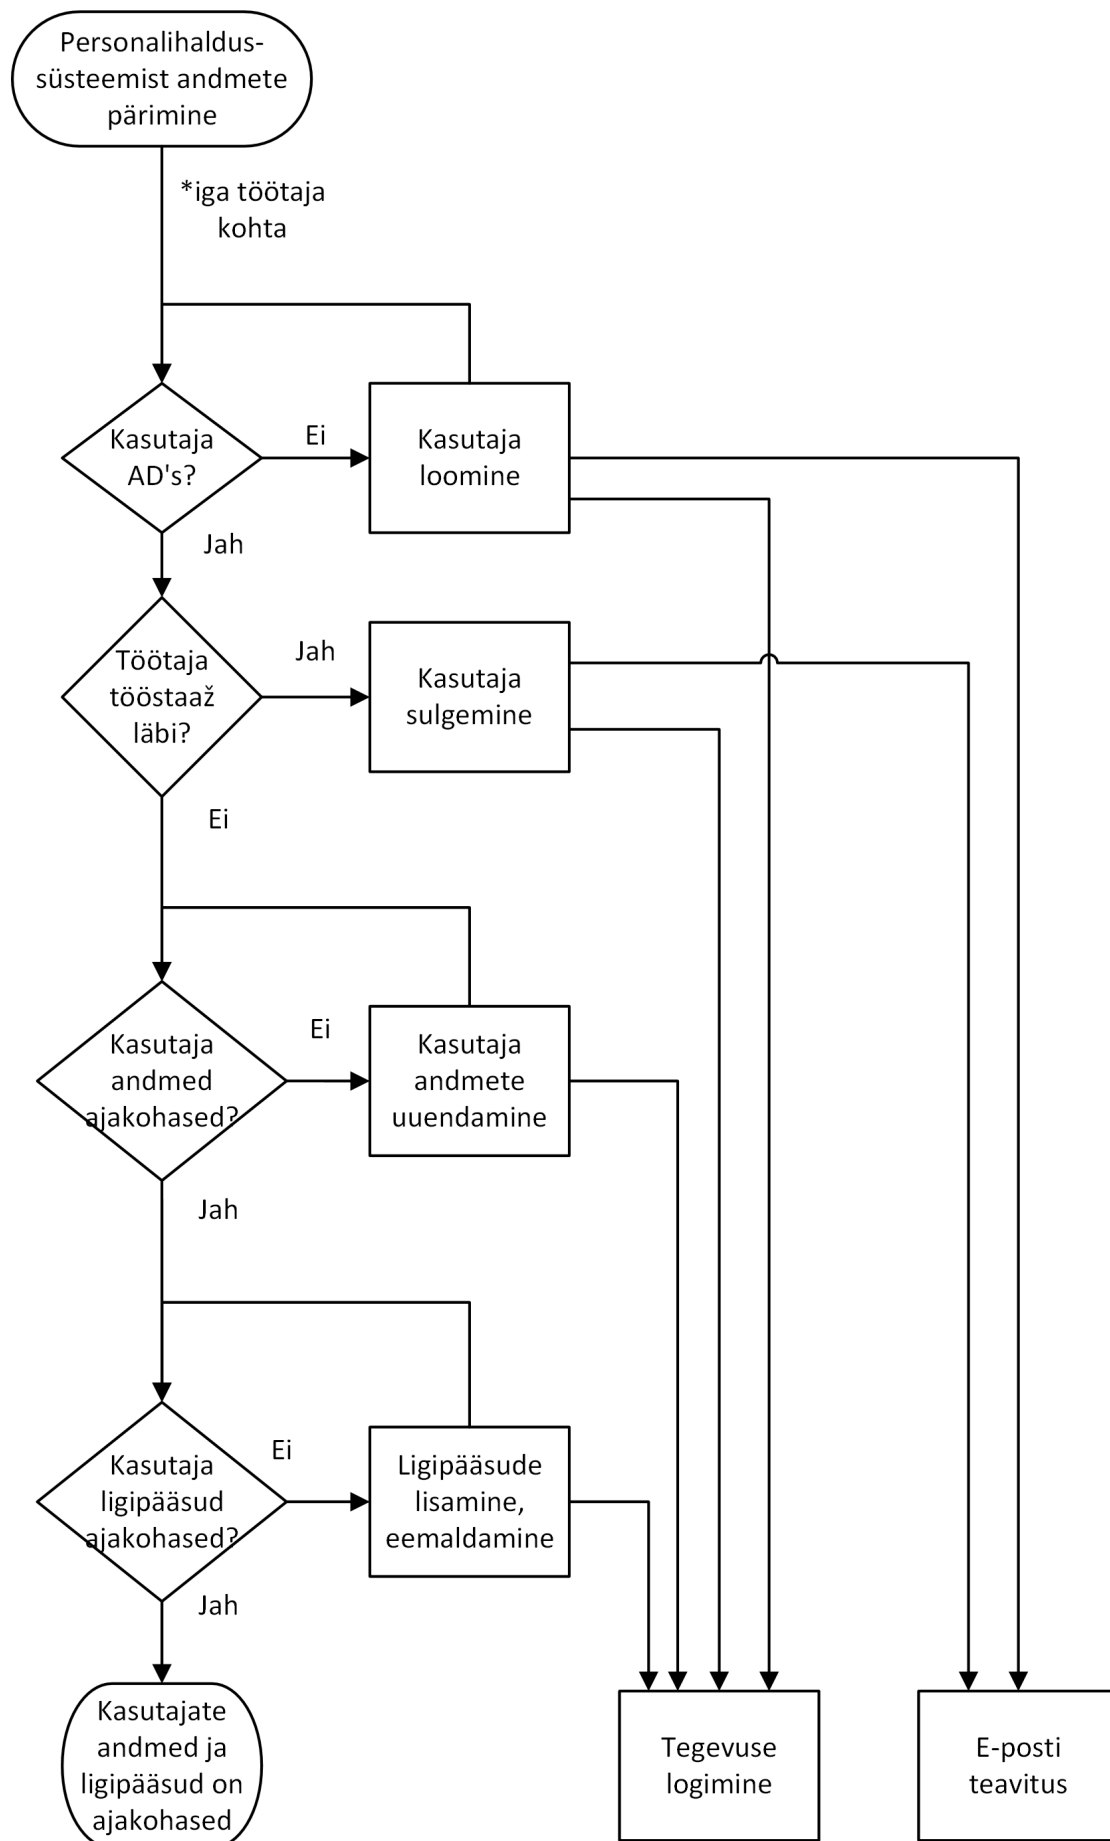 Personalihaldus-
süsteemist andmete
pärimine
*iga töötaja
kohta
Kasutaja
AD's?
Ei
Kasutaja
loomine
Jah
Töötaja
tööstaaž
läbi?
Jah
Kasutaja
sulgemine
Ei
Kasutaja
andmed
ajakohased?
Ei
Kasutaja
andmete
uuendamine
Jah
Kasutaja
ligipääsud
ajakohased?
Ei
Ligipääsude
lisamine,
eemaldamine
Jah
Kasutajate
andmed ja
ligipääsud on
ajakohased
Tegevuse
logimine
E-posti
teavitus